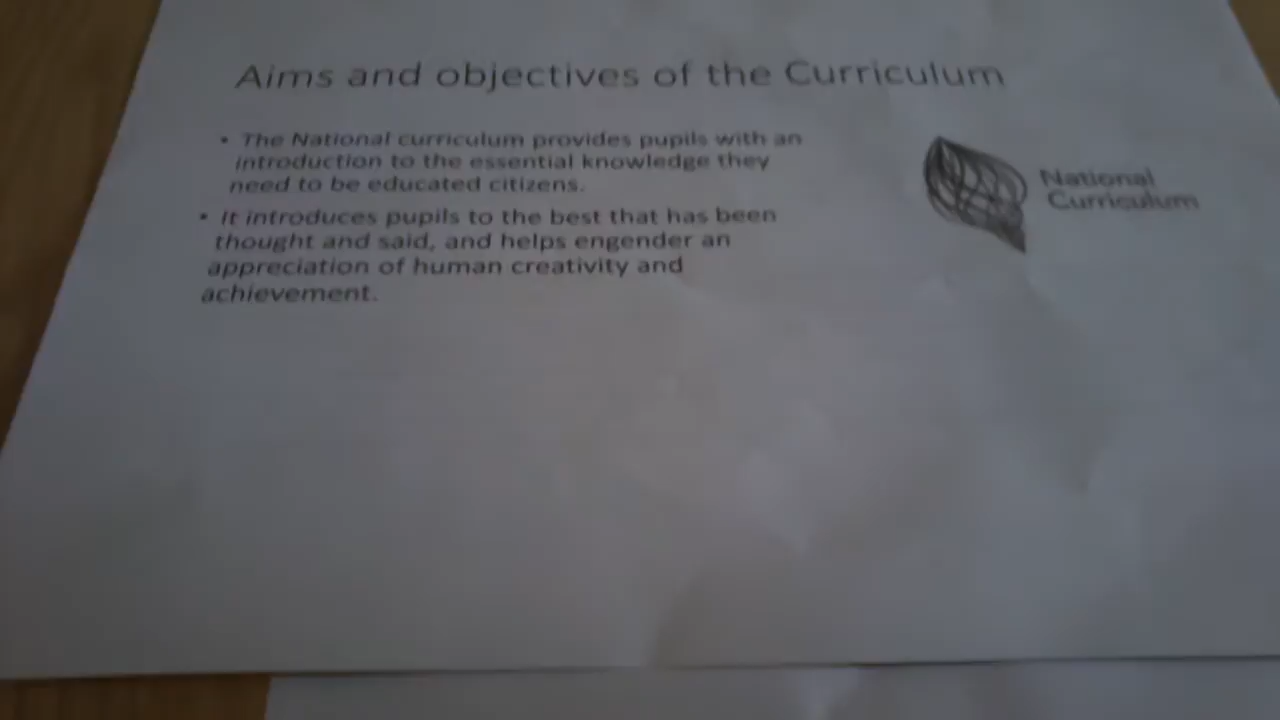 Aims and objectives of the Curriculum
• The National curriculum provides pupils with an
introduction to the essential knowledge they
need to be educated citizens.
• It introduces pupils to the best that has been
thought and said, and helps engender an
appreciation of human creativity and
achievement.
National
Curriculum